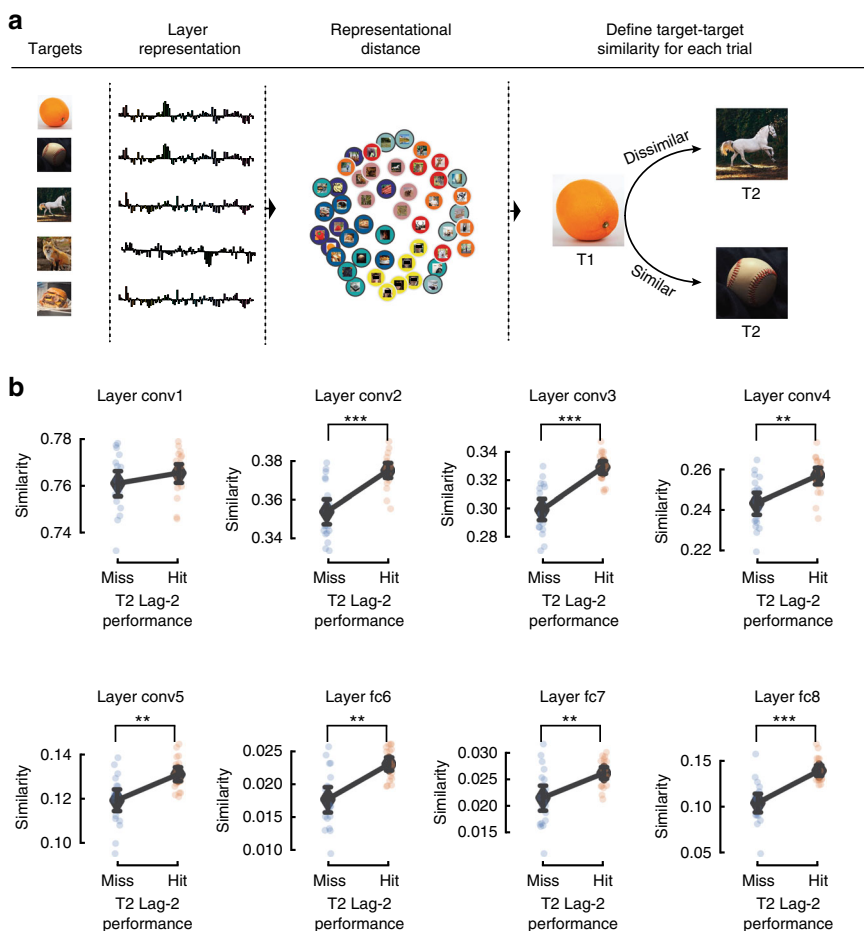 a
Targets
Layer
representation
Representational
distance
Define target-target
similarity for each trial
Dissimilar
T2
T1
Similar
T2
b
Layer conv1
Layer conv2
Layer conv3
Layer conv4
***
***
**
Similarity
0.78
0.76
0.74
Similarity
0.38
0.36
0.34
Similarity
0.34
0.32
0.30
0.28
Similarity
0.26
0.24
0.22
Miss Hit
Miss Hit
Miss Hit
Miss Hit
T2 Lag-2
performance
T2 Lag-2
performance
T2 Lag-2
performance
T2 Lag-2
performance
Layer conv5
Layer fc6
Layer fc7
Layer fc8
**
**
**
***
Similarity
0.14
0.12
0.10
Similarity
0.025
0.020
0.015
0.010
Similarity
0.030
0.025
0.020
0.015
Similarity
0.15
0.10
0.05
Miss Hit
Miss Hit
Miss Hit
Miss Hit
T2 Lag-2
performance
T2 Lag-2
performance
T2 Lag-2
performance
T2 Lag-2
performance